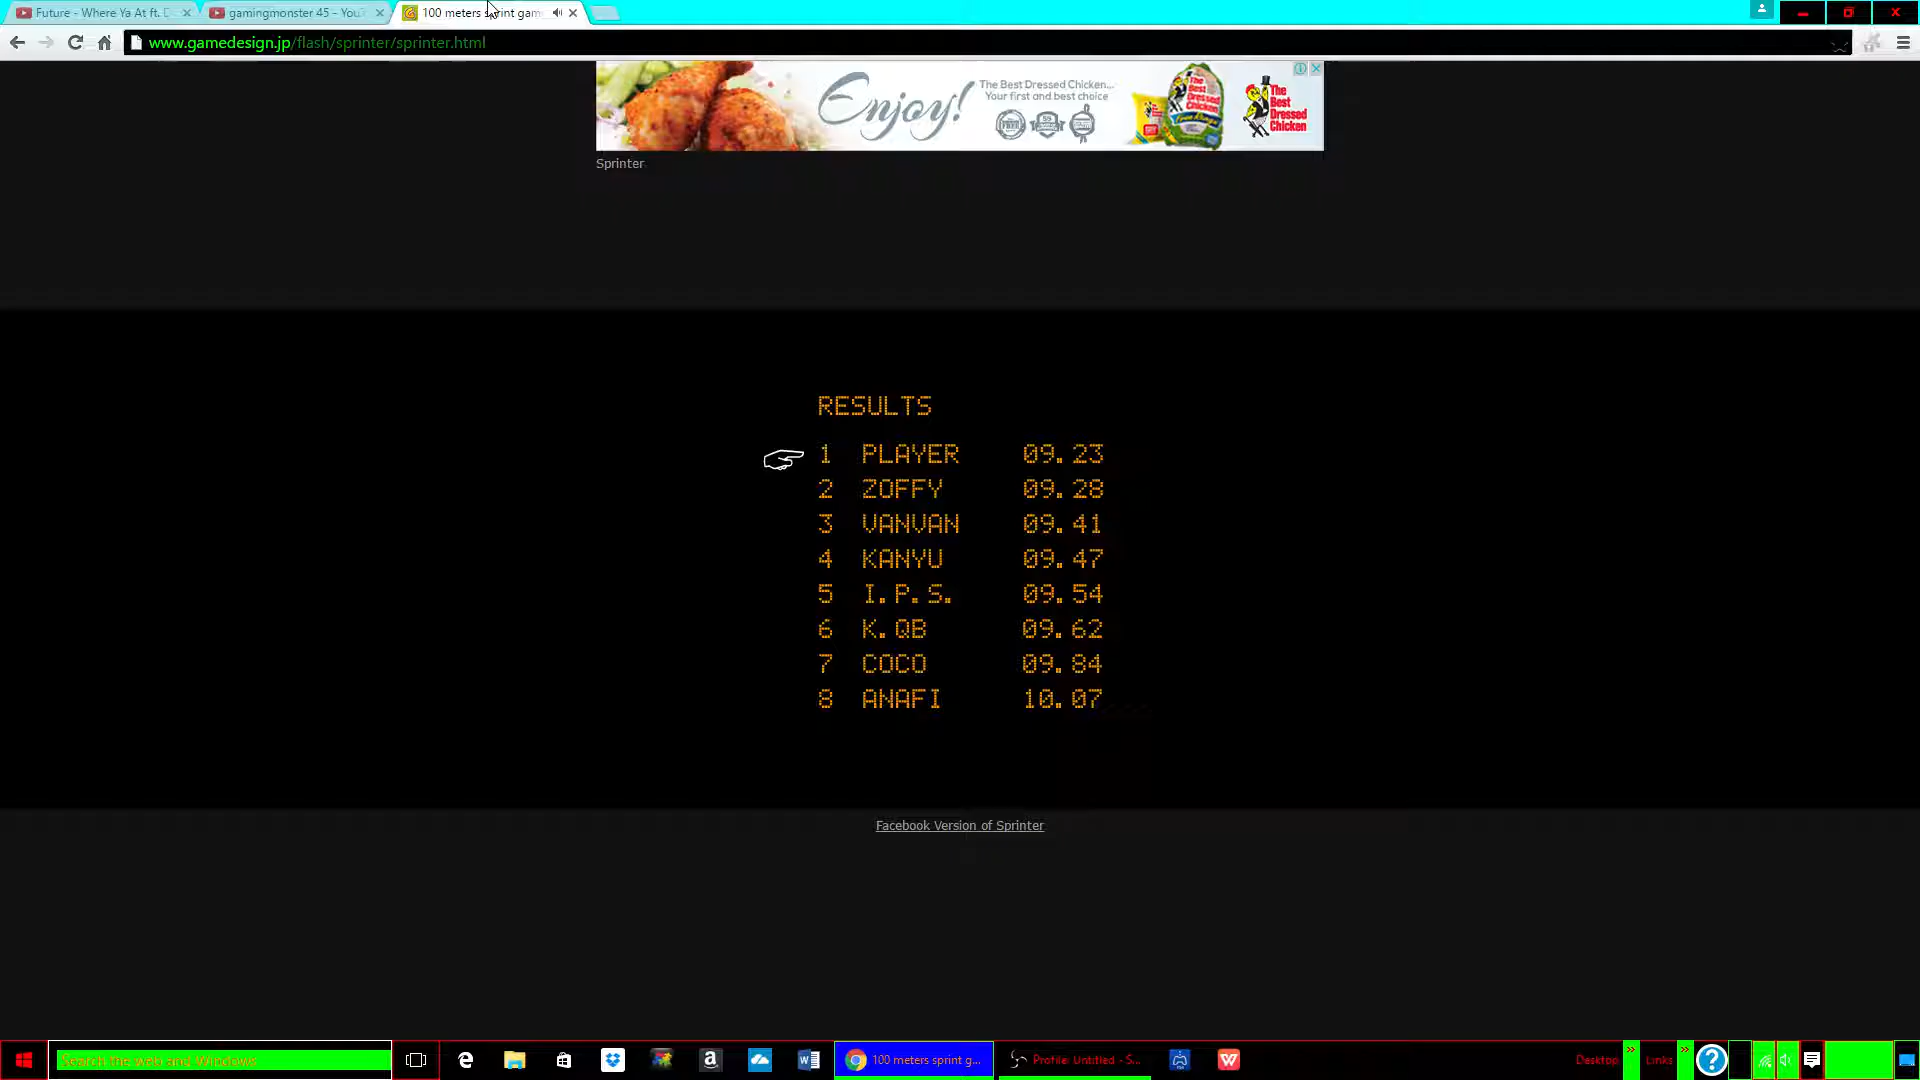 Future - Where Ya At ft. D
gamingmonster 45 - YouT
100 meters sprint gam
www.gamedesign.jp/flash/sprinter/sprinter.html
Enjoy!
The Best Dressed Chicken...
Your first and best choice
The Best Dressed Chicken
Sprinter
RESULTS
1 PLAYER 09.23
2 ZOFFY 09.28
3 VANVAN 09.41
4 KANYU 09.47
5 I.P.S. 09.54
6 K.QB 09.62
7 COCO 09.84
8 ANAFI 10.07
Facebook Version of Sprinter
Search the web and Windows
100 meters sprint g...
Profile: Untitled - S...
Desktop
Links